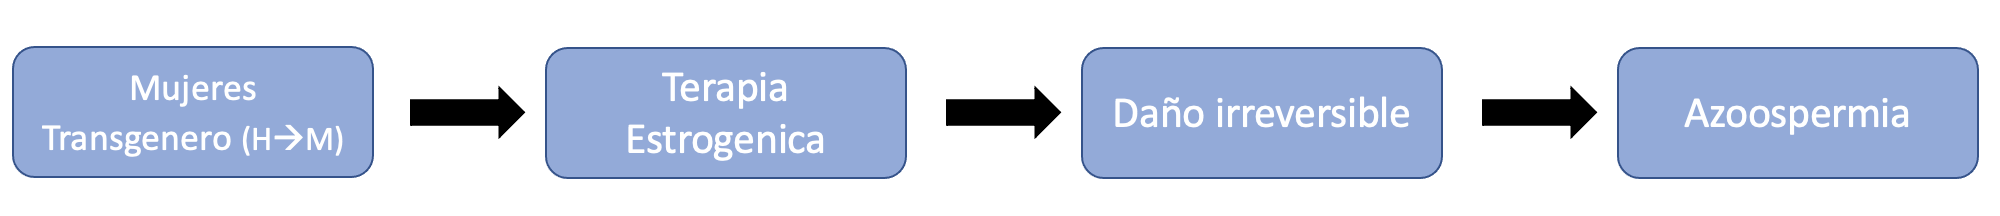 Mujeres
Transgenero (H→M)
Terapia
Estrogenica
Daño irreversible
Azoospermia